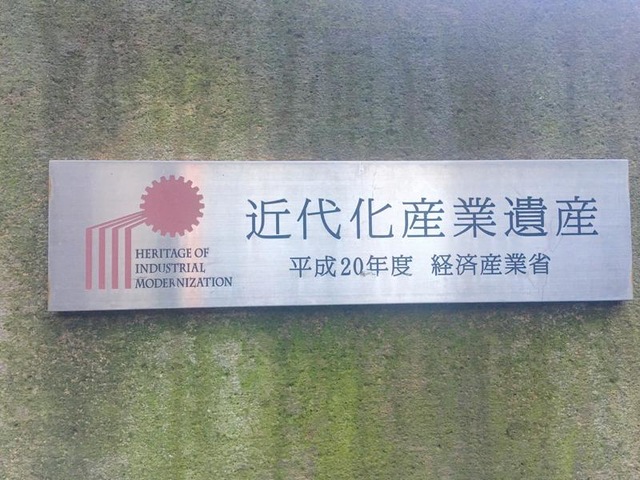 HERITAGE OF
INDUSTRIAL
MODERNIZATION
近代化産業遺産
平成20年度 経済産業省